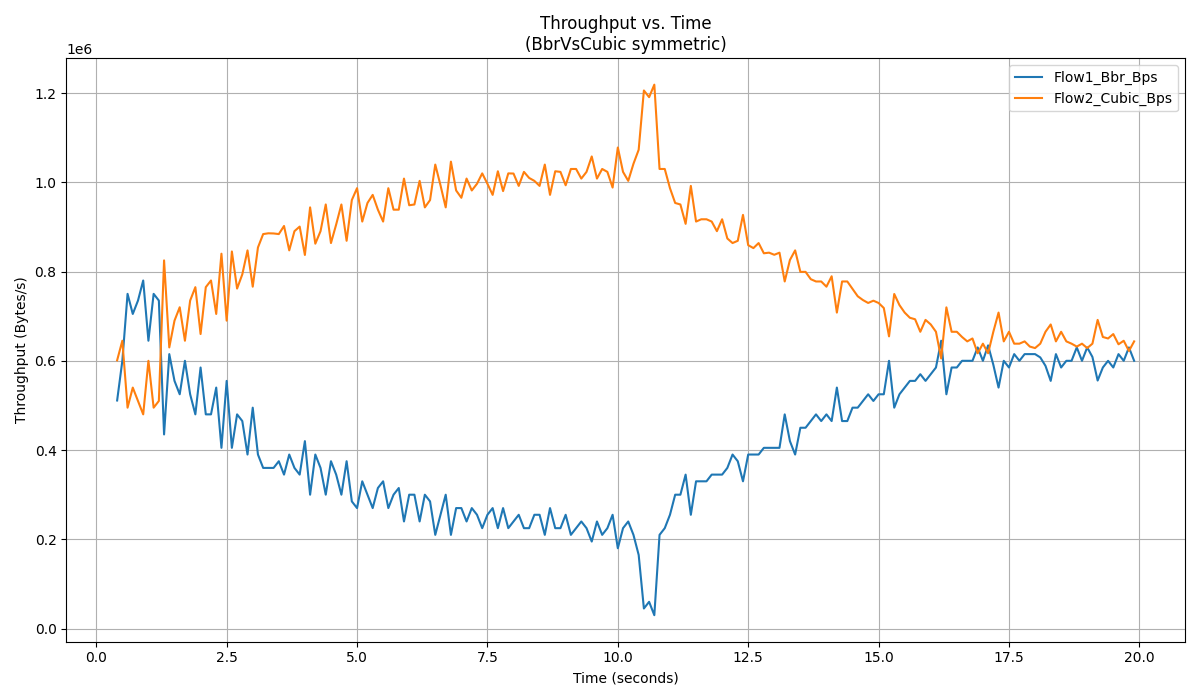 Throughput vs. Time
(BbrVsCubic symmetric)
1e6
Flow1_Bbr_Bps
Flow2_Cubic_Bps
1.2
1.0
0.8
0.6
0.4
0.2
0.0
Throughput (Bytes/s)
0.0 2.5 5.0 7.5 10.0 12.5 15.0 17.5 20.0
Time (seconds)